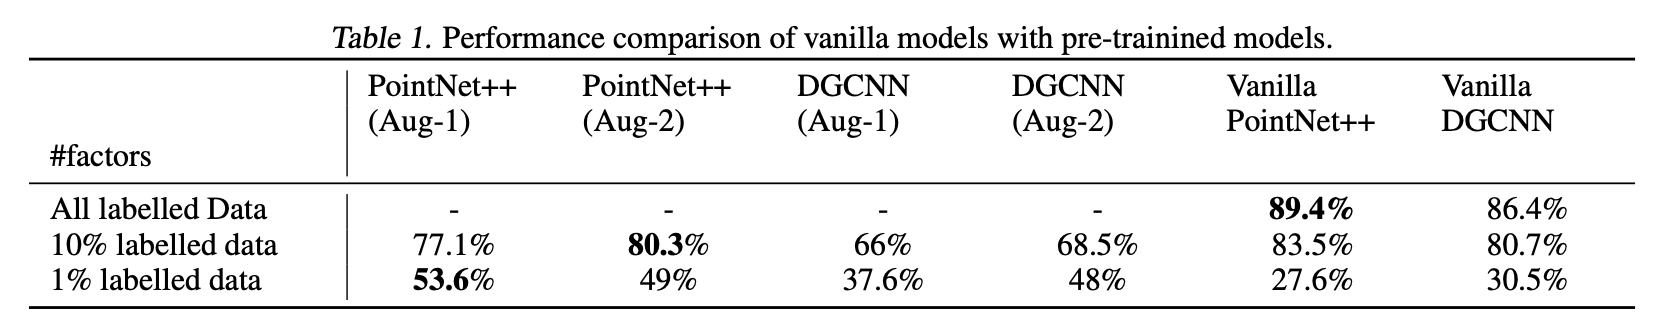 Table 1. Performance comparison of vanilla models with pre-trainined models.
PointNet++ PointNet++ DGCNN DGCNN Vanilla Vanilla
(Aug-1) (Aug-2) (Aug-1) (Aug-2) PointNet++ DGCNN
#factors
All labelled Data - - - - 89.4% 86.4%
10% labelled data 77.1% 80.3% 66% 68.5% 83.5% 80.7%
1% labelled data 53.6% 49% 37.6% 48% 27.6% 30.5%